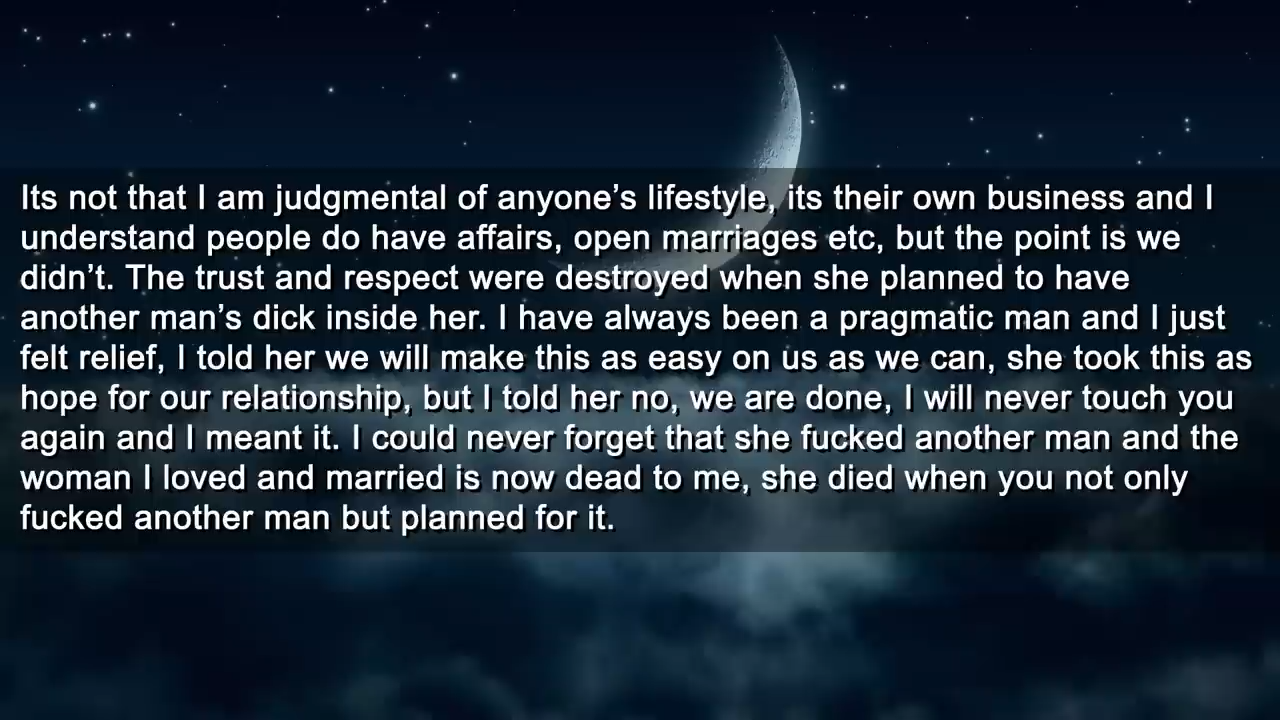 Its not that I am judgmental of anyone’s lifestyle, its their own business and I
understand people do have affairs, open marriages etc, but the point is we
didn’t. The trust and respect were destroyed when she planned to have
another man’s dick inside her. I have always been a pragmatic man and I just
felt relief, I told her we will make this as easy on us as we can, she took this as
hope for our relationship, but I told her no, we are done, I will never touch you
again and I meant it. I could never forget that she fucked another man and the
woman I loved and married is now dead to me, she died when you not only
fucked another man but planned for it.